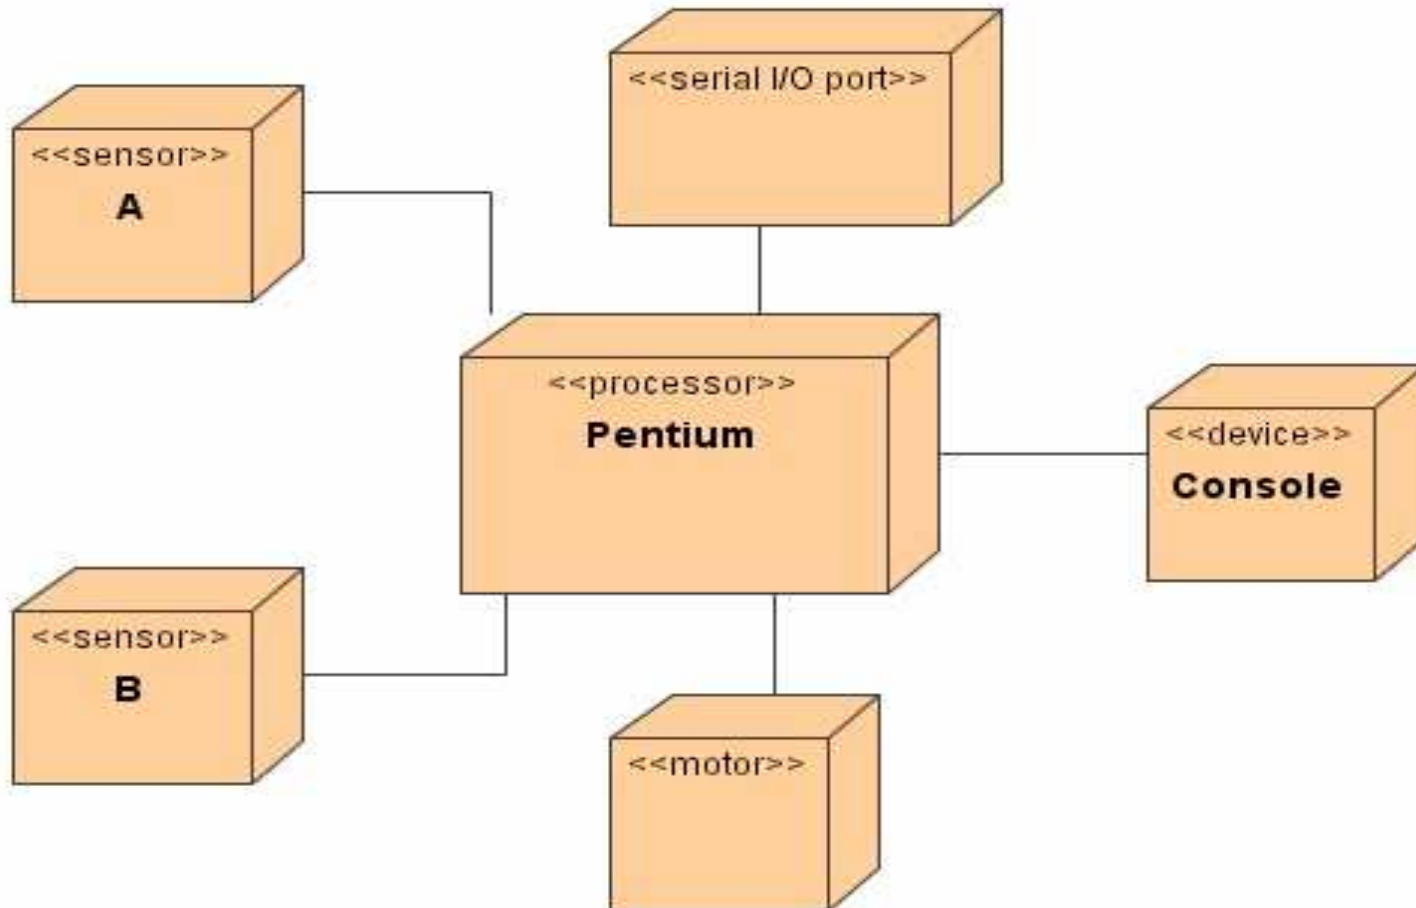 <<serial I/O port>>
<<sensor>>
A
<<processor>>
Pentium
<<device>>
Console
<<sensor>>
B
<<motor>>